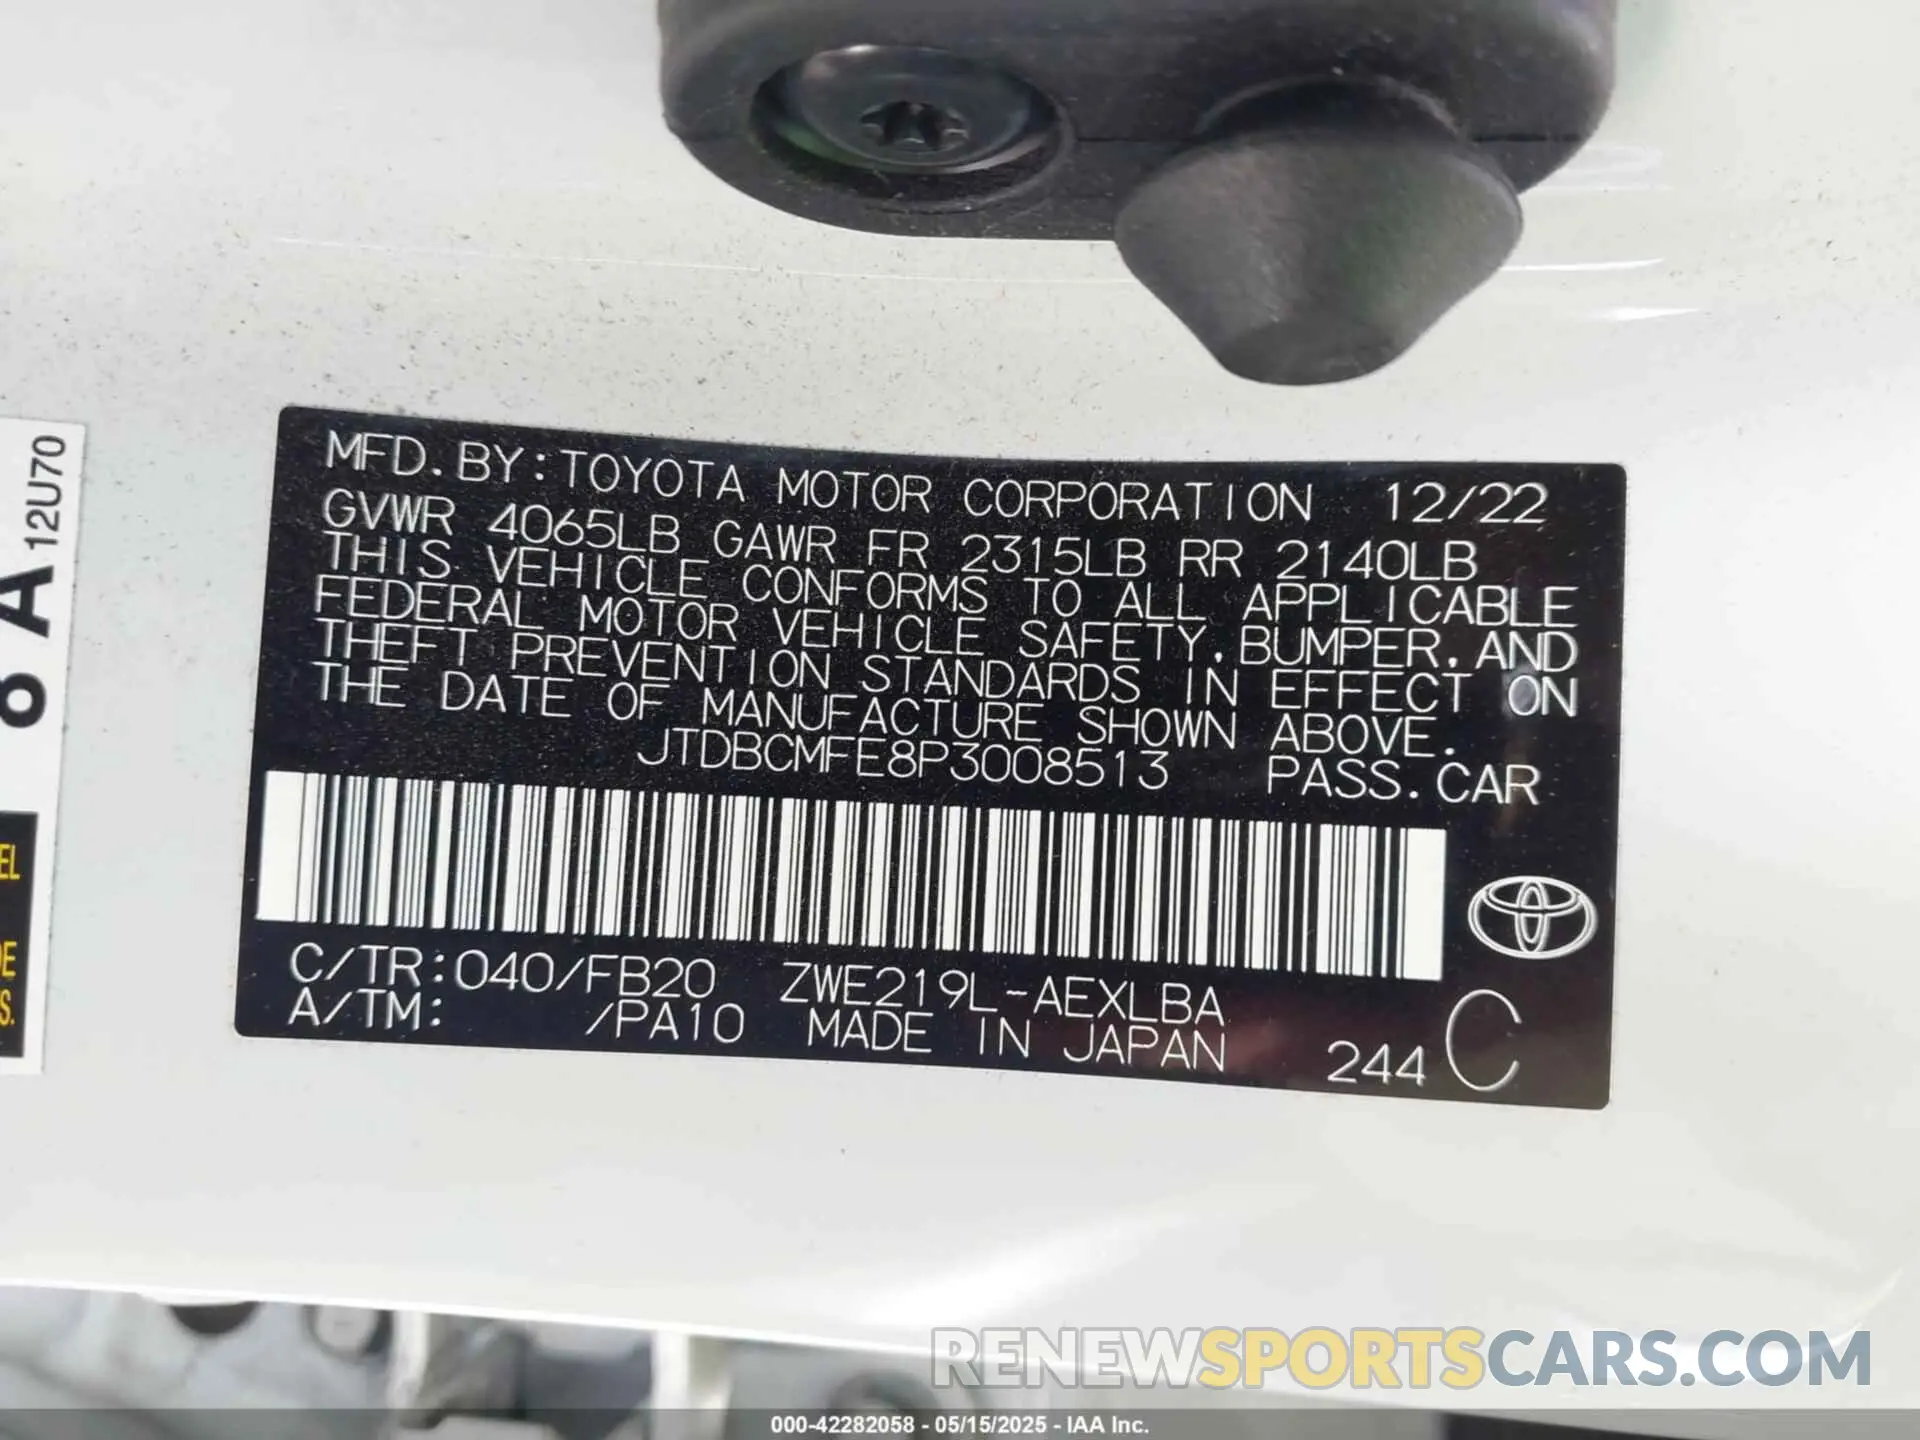 MFD. BY: TOYOTA MOTOR CORPORATION 12/22
GVWR 4065LB GAWR FR 2315LB RR 2140LB
THIS VEHICLE CONFORMS TO ALL APPLICABLE
FEDERAL MOTOR VEHICLE SAFETY, BUMPER, AND
THEFT PREVENTION STANDARDS IN EFFECT ON
THE DATE OF MANUFACTURE SHOWN ABOVE.
JTDBCMFE8P3008513 PASS. CAR
C/TR: 040/FB20 ZWE219L-AEXLBA
A/TM: /PA10 MADE IN JAPAN
244 C
12U70
8 A
EL
S.
RENEWSPORTSCARS.COM
000-42282058 - 05/15/2025 - IAA Inc.